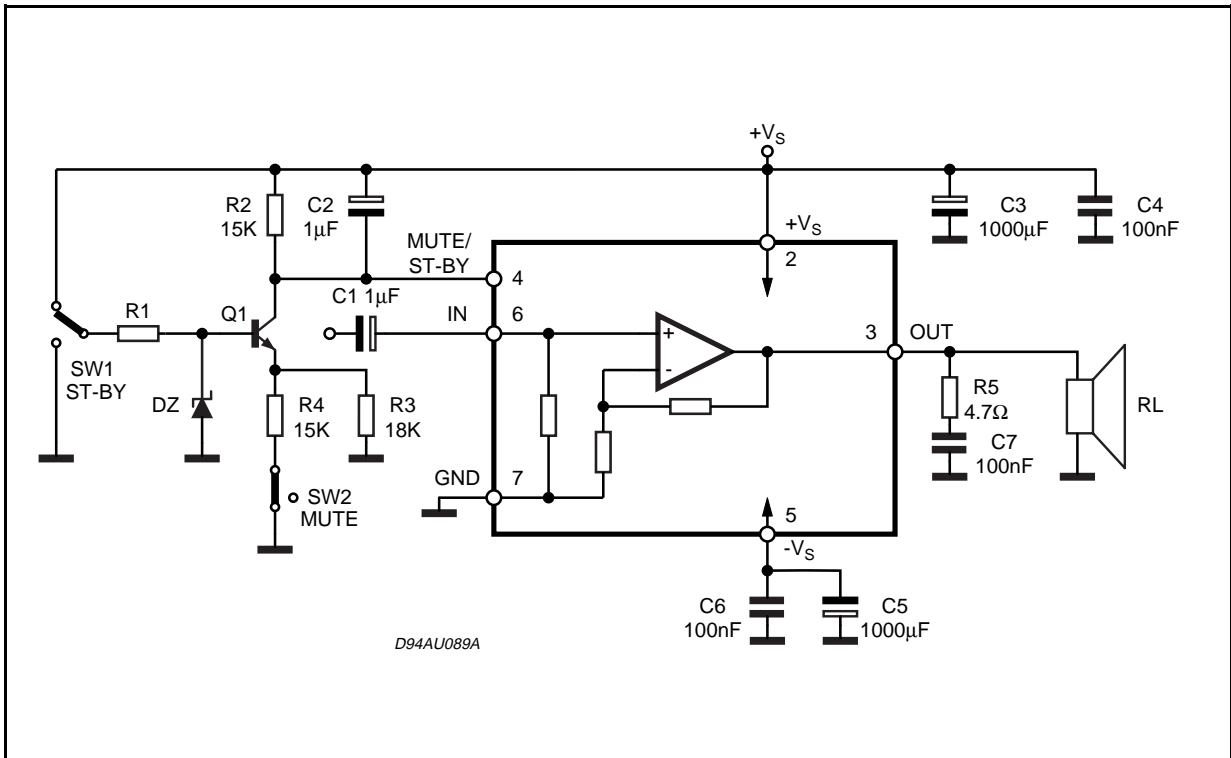 +VS
R2
15K
C2
1µF
C3
1000µF
C4
100nF
+VS
2
MUTE/
ST-BY
4
C1 1µF
R1
Q1
IN
6
3
OUT
+
-
SW1
ST-BY
DZ
R4
15K
R3
18K
R5
4.7Ω
C7
100nF
RL
GND
7
SW2
MUTE
5
-VS
C6
100nF
C5
1000µF
D94AU089A